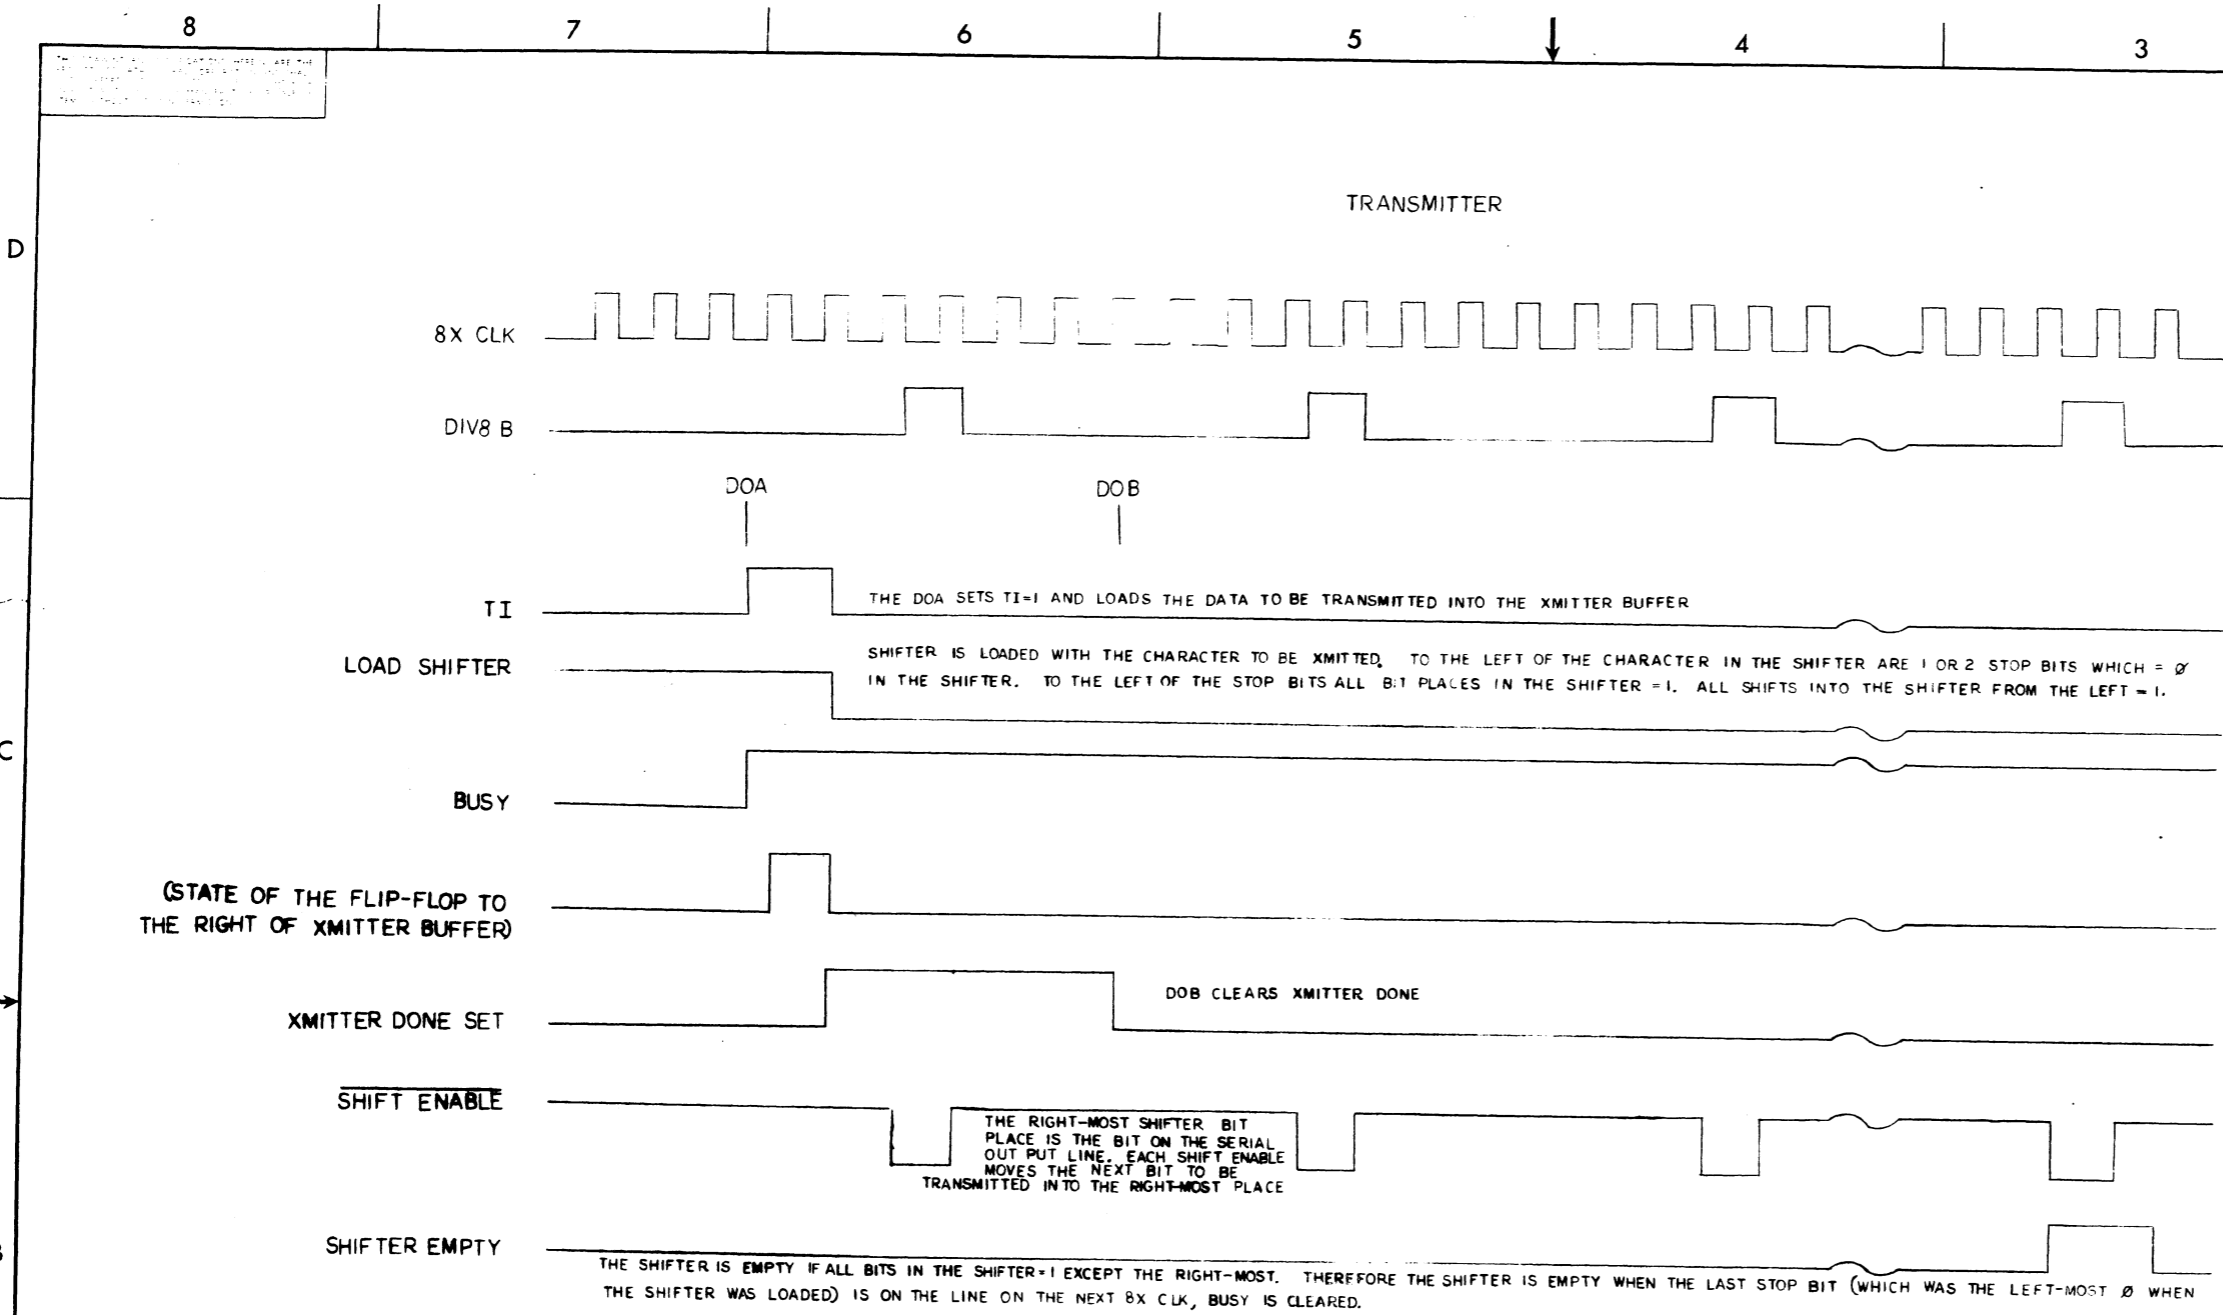 8 7 6 5 4 3
TRANSMITTER
D
8X CLK
DIV8 B
DOA DOB
TI
THE DOA SETS TI=1 AND LOADS THE DATA TO BE TRANSMITTED INTO THE XMITTER BUFFER
LOAD SHIFTER
SHIFTER IS LOADED WITH THE CHARACTER TO BE XMITTED. TO THE LEFT OF THE CHARACTER IN THE SHIFTER ARE 1 OR 2 STOP BITS WHICH = Ø
IN THE SHIFTER. TO THE LEFT OF THE STOP BITS ALL BIT PLACES IN THE SHIFTER = 1. ALL SHIFTS INTO THE SHIFTER FROM THE LEFT = 1.
C
BUSY
(STATE OF THE FLIP-FLOP TO
THE RIGHT OF XMITTER BUFFER)
XMITTER DONE SET
DOB CLEARS XMITTER DONE
SHIFT ENABLE
THE RIGHT-MOST SHIFTER BIT
PLACE IS THE BIT ON THE SERIAL
OUT PUT LINE. EACH SHIFT ENABLE
MOVES THE NEXT BIT TO BE
TRANSMITTED INTO THE RIGHT-MOST PLACE
SHIFTER EMPTY
THE SHIFTER IS EMPTY IF ALL BITS IN THE SHIFTER=1 EXCEPT THE RIGHT-MOST. THEREFORE THE SHIFTER IS EMPTY WHEN THE LAST STOP BIT (WHICH WAS THE LEFT-MOST Ø WHEN
THE SHIFTER WAS LOADED) IS ON THE LINE ON THE NEXT 8X CLK, BUSY IS CLEARED.